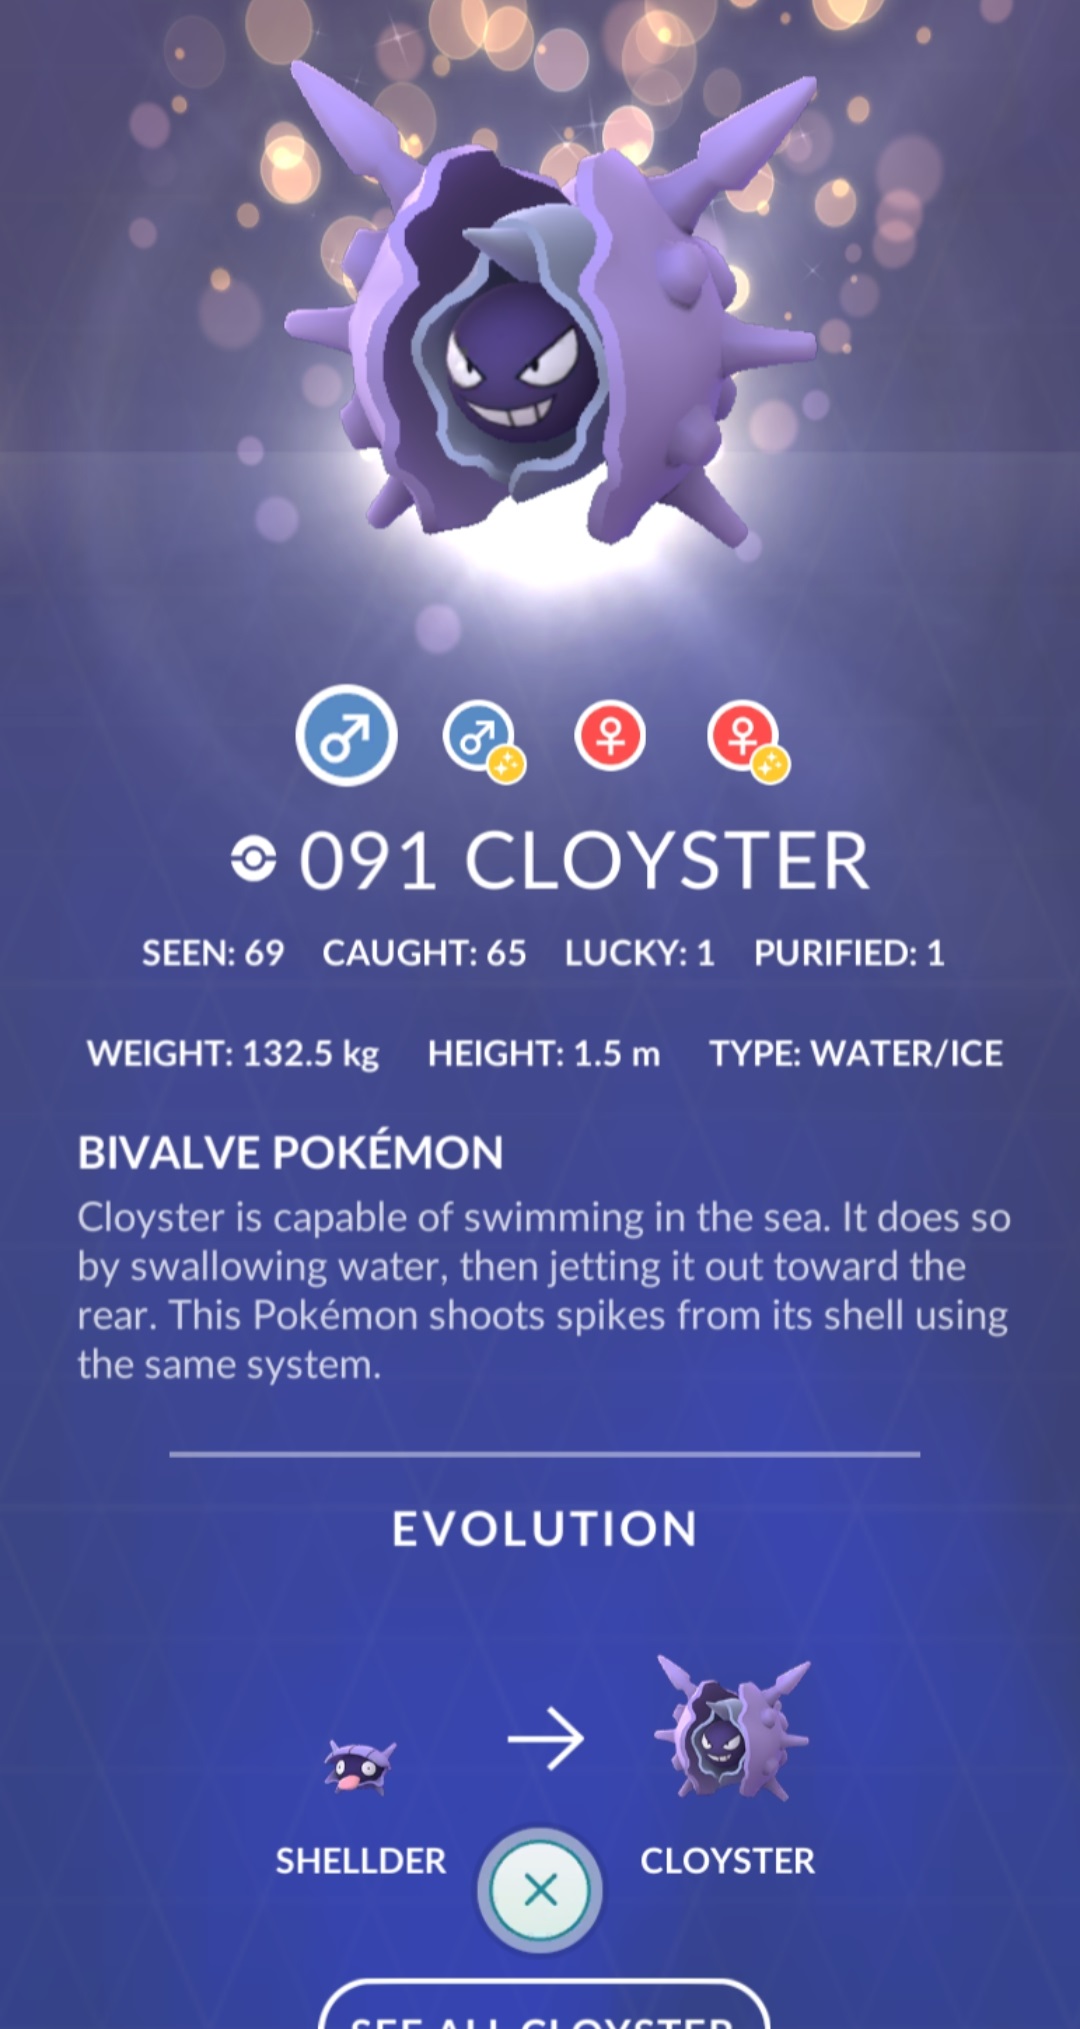 091 CLOYSTER
SEEN: 69 CAUGHT: 65 LUCKY: 1 PURIFIED: 1
WEIGHT: 132.5 kg HEIGHT: 1.5 m TYPE: WATER/ICE
BIVALVE POKÉMON
Cloyster is capable of swimming in the sea. It does so
by swallowing water, then jetting it out toward the
rear. This Pokémon shoots spikes from its shell using
the same system.
EVOLUTION
SHELLDER CLOYSTER
SEE ALL CLOYSTER